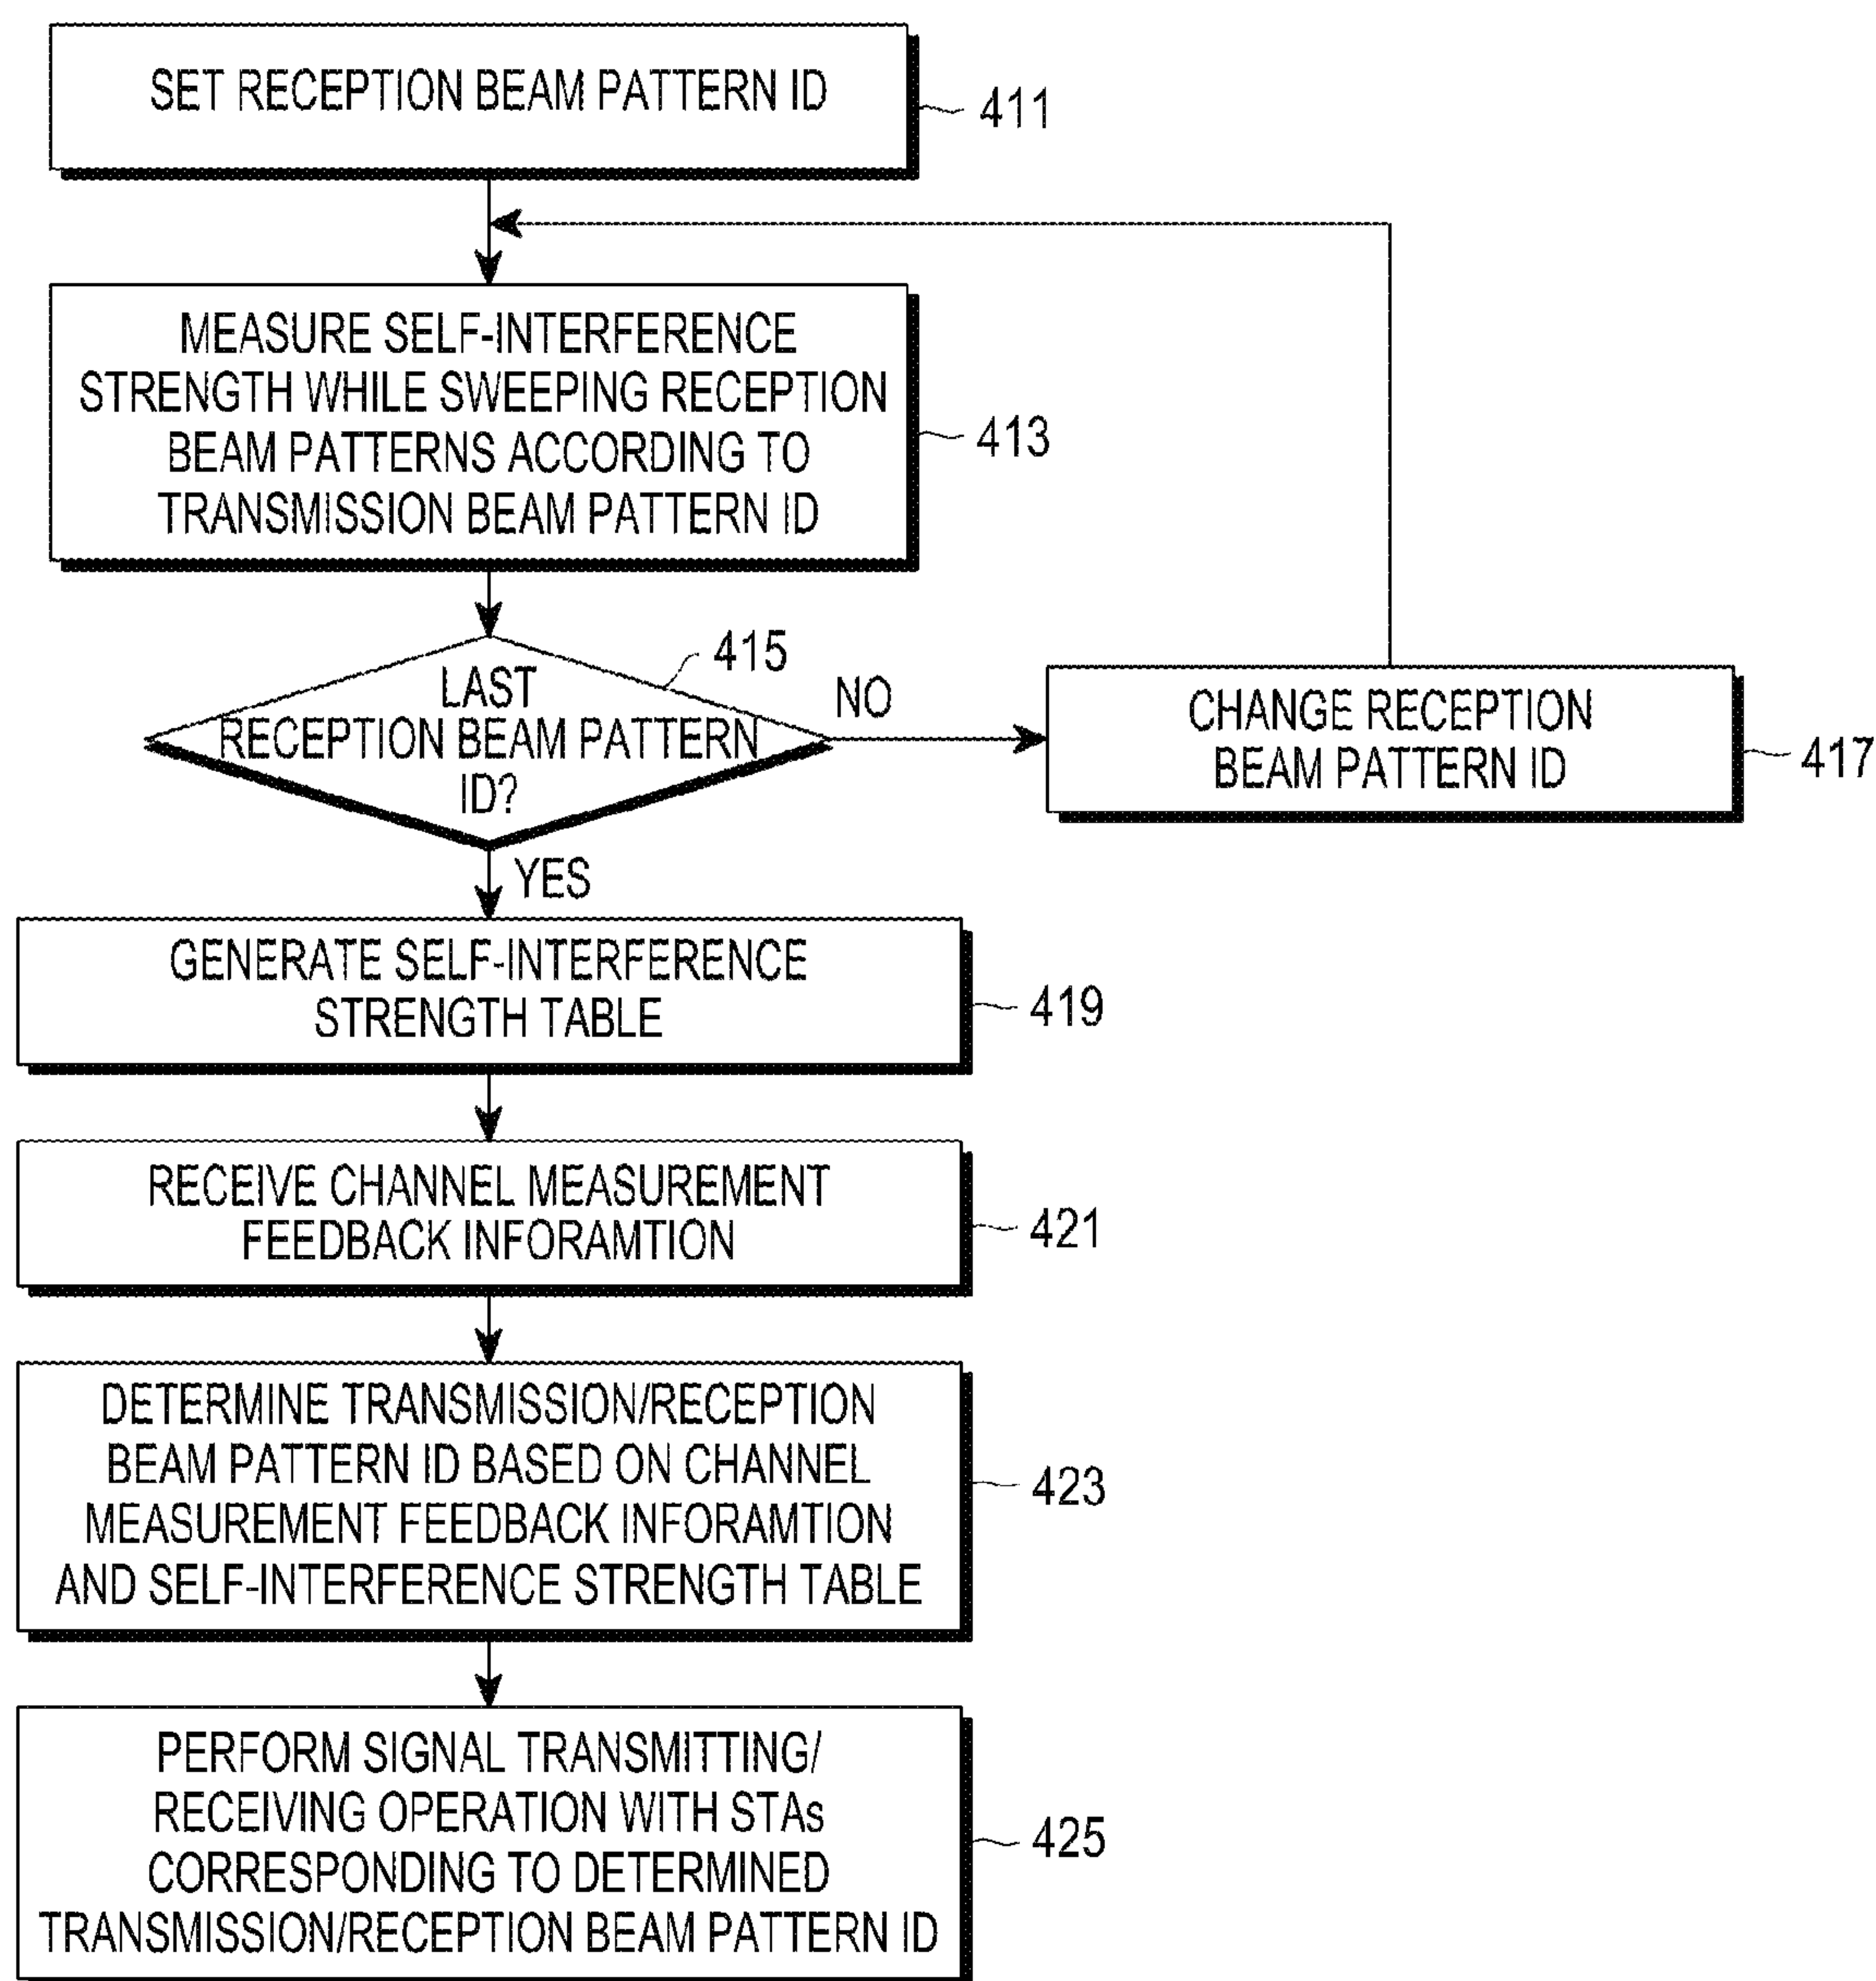 SET RECEPTION BEAM PATTERN ID
411
MEASURE SELF-INTERFERENCE
STRENGTH WHILE SWEEPING RECEPTION
BEAM PATTERNS ACCORDING TO
TRANSMISSION BEAM PATTERN ID
413
415
LAST
RECEPTION BEAM PATTERN
ID?
NO
CHANGE RECEPTION
BEAM PATTERN ID
417
YES
GENERATE SELF-INTERFERENCE
STRENGTH TABLE
419
RECEIVE CHANNEL MEASUREMENT
FEEDBACK INFORAMTION
421
DETERMINE TRANSMISSION/RECEPTION
BEAM PATTERN ID BASED ON CHANNEL
MEASUREMENT FEEDBACK INFORAMTION
AND SELF-INTERFERENCE STRENGTH TABLE
423
PERFORM SIGNAL TRANSMITTING/
RECEIVING OPERATION WITH STAs
CORRESPONDING TO DETERMINED
TRANSMISSION/RECEPTION BEAM PATTERN ID
425